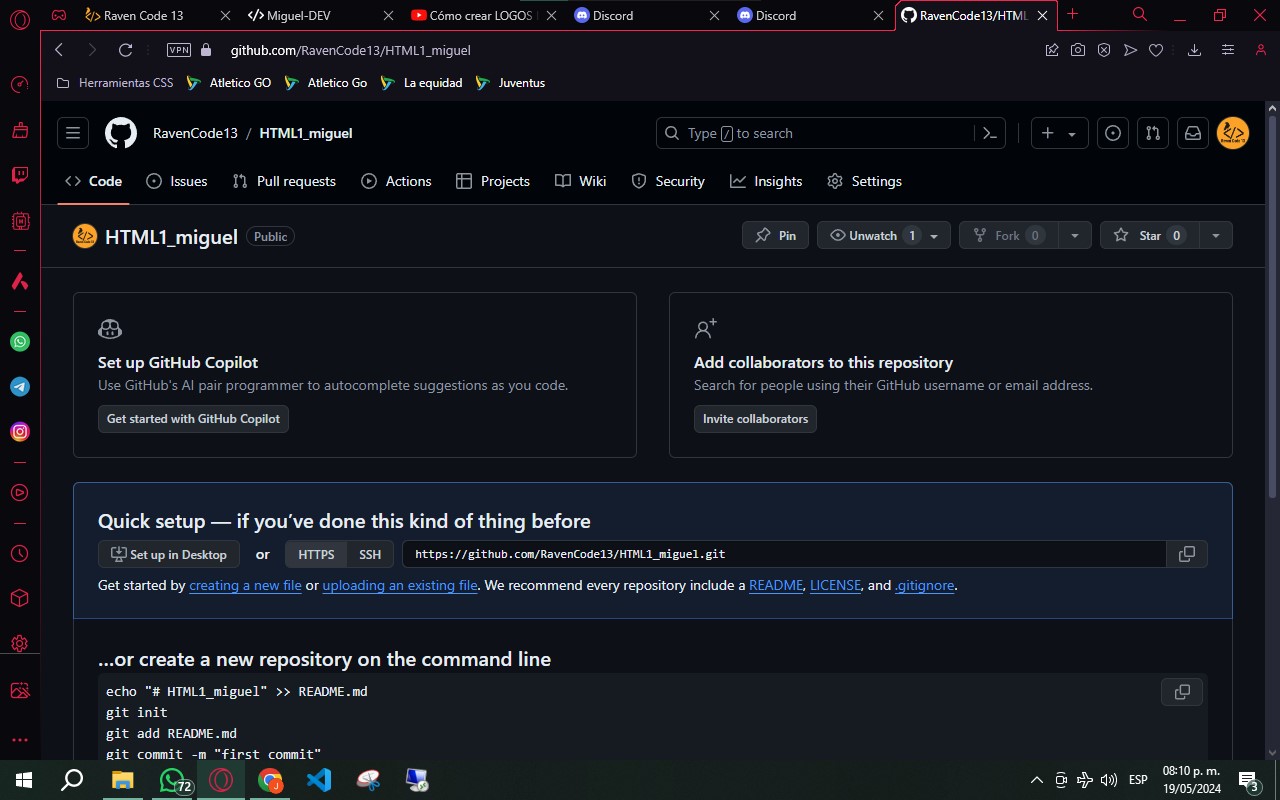 Raven Code 13
Miguel-DEV
Cómo crear LOGOS
Discord
Discord
RavenCode13/HTML
VPN
github.com/RavenCode13/HTML1_miguel
Herramientas CSS
Atletico GO
Atletico Go
La equidad
Juventus
RavenCode13 / HTML1_miguel
Type / to search
Code
Issues
Pull requests
Actions
Projects
Wiki
Security
Insights
Settings
HTML1_miguel
Public
Pin
Unwatch 1
Fork 0
Star 0
Set up GitHub Copilot
Use GitHub's AI pair programmer to autocomplete suggestions as you code.
Get started with GitHub Copilot
Add collaborators to this repository
Search for people using their GitHub username or email address.
Invite collaborators
Quick setup — if you’ve done this kind of thing before
Set up in Desktop
or
HTTPS
SSH
https://github.com/RavenCode13/HTML1_miguel.git
Get started by creating a new file or uploading an existing file. We recommend every repository include a README, LICENSE, and .gitignore.
…or create a new repository on the command line
echo "# HTML1_miguel" >> README.md
git init
git add README.md
git commit -m "first commit"
72
ESP
08:10 p. m.
19/05/2024
3